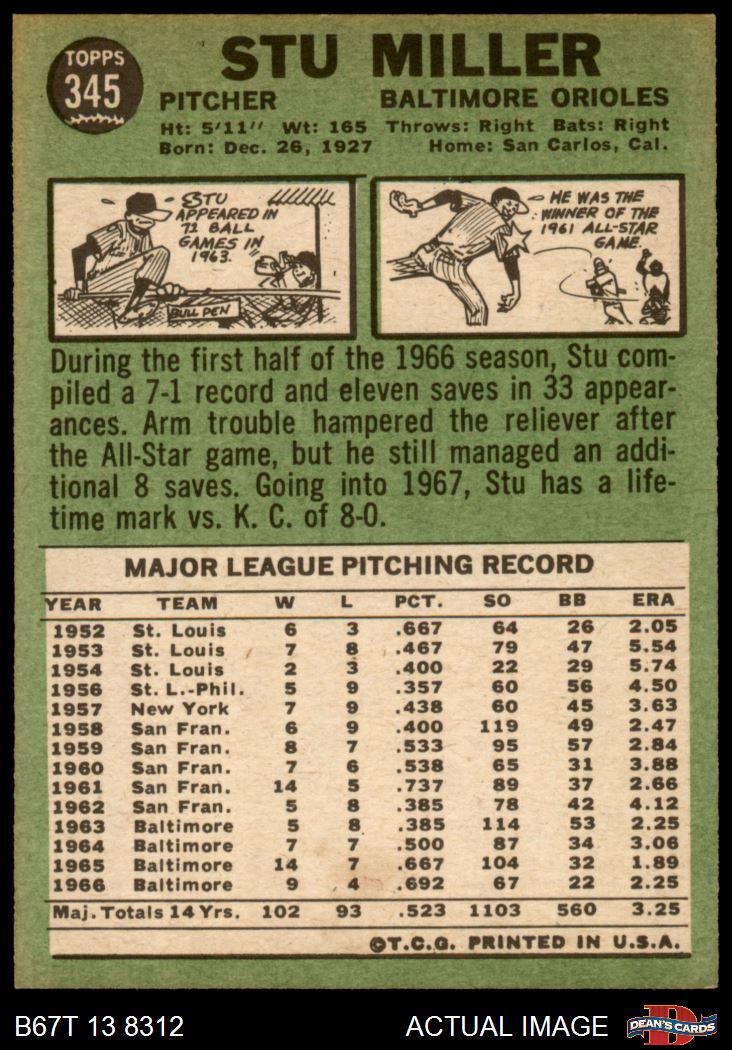 TOPPS
345
STU MILLER
PITCHER BALTIMORE ORIOLES
Ht: 5'11" Wt: 165 Throws: Right Bats: Right
Born: Dec. 26, 1927 Home: San Carlos, Cal.
STU
APPEARED IN
71 BALL
GAMES IN
1963.
BULL PEN
HE WAS THE
WINNER OF THE
1961 ALL-STAR
GAME.
During the first half of the 1966 season, Stu com-
piled a 7-1 record and eleven saves in 33 appear-
ances. Arm trouble hampered the reliever after
the All-Star game, but he still managed an addi-
tional 8 saves. Going into 1967, Stu has a life-
time mark vs. K. C. of 8-0.
MAJOR LEAGUE PITCHING RECORD
YEAR TEAM W L PCT. SO BB ERA
1952 St. Louis 6 3 .667 64 26 2.05
1953 St. Louis 7 8 .467 79 47 5.54
1954 St. Louis 2 3 .400 22 29 5.74
1956 St. L.-Phil. 5 9 .357 60 56 4.50
1957 New York 7 9 .438 60 45 3.63
1958 San Fran. 6 9 .400 119 49 2.47
1959 San Fran. 8 7 .533 95 57 2.84
1960 San Fran. 7 6 .538 65 31 3.88
1961 San Fran. 14 5 .737 89 37 2.66
1962 San Fran. 5 8 .385 78 42 4.12
1963 Baltimore 5 8 .385 114 53 2.25
1964 Baltimore 7 7 .500 87 34 3.06
1965 Baltimore 14 7 .667 104 32 1.89
1966 Baltimore 9 4 .692 67 22 2.25
Maj. Totals 14 Yrs. 102 93 .523 1103 560 3.25
©T.C.G. PRINTED IN U.S.A.
B67T 13 8312 ACTUAL IMAGE D DEAN'S CARDS